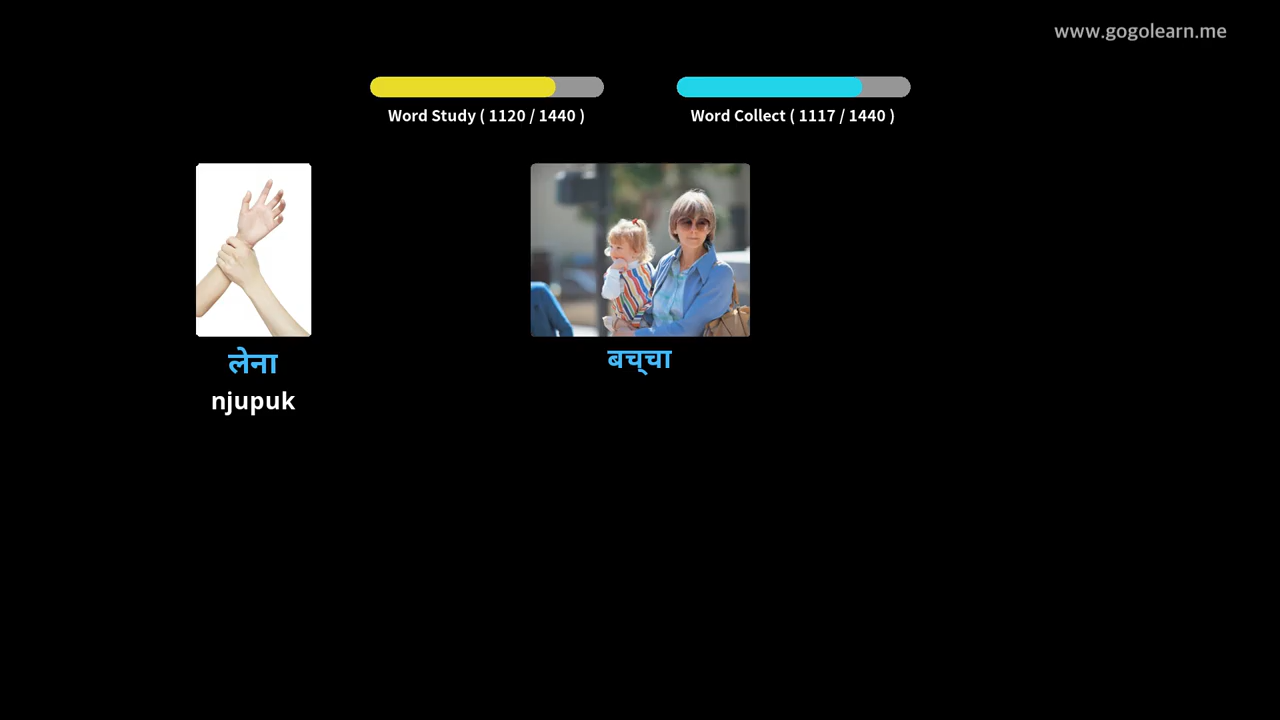 www.gogolearn.me
Word Study ( 1120 / 1440 )
Word Collect ( 1117 / 1440 )
लेना
njupuk
बच्‌चा